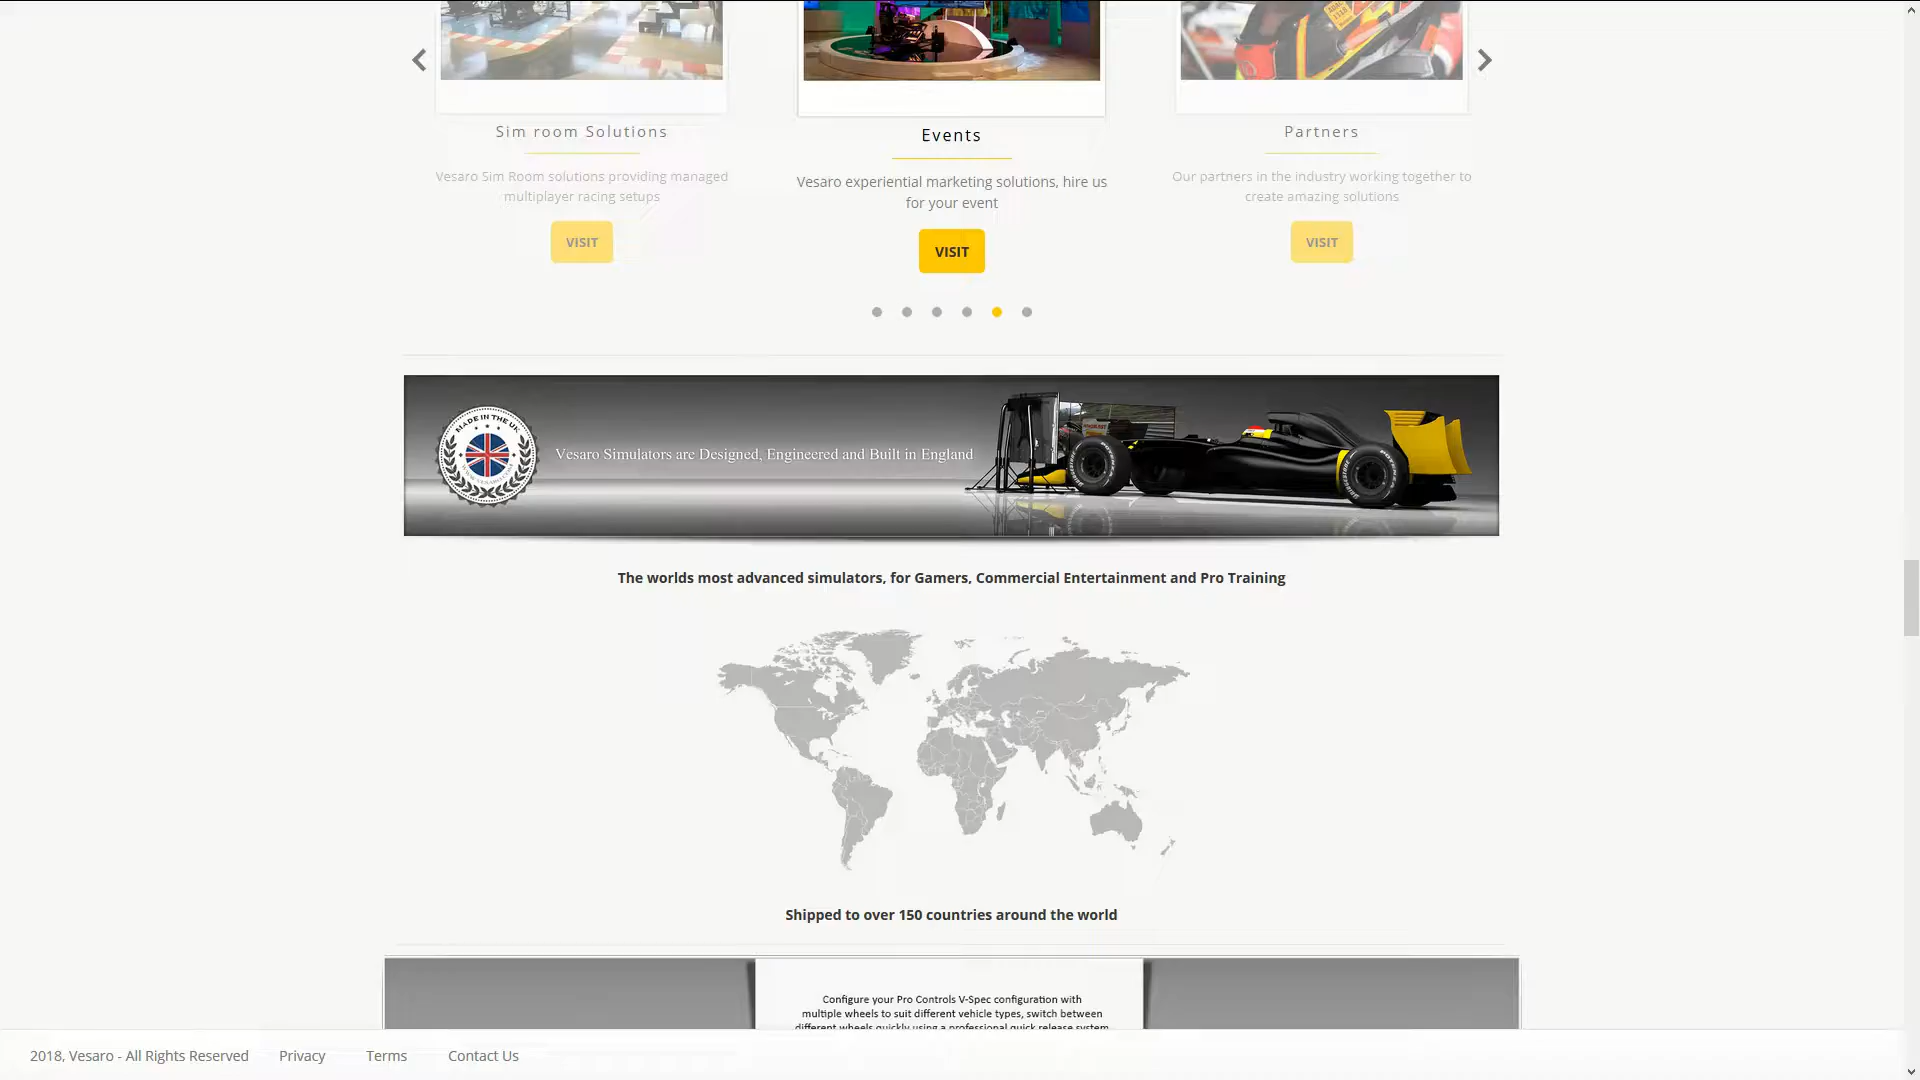 Sim room Solutions
Vesaro Sim Room solutions providing managed
multiplayer racing setups
VISIT
Events
Vesaro experiential marketing solutions, hire us
for your event
VISIT
Partners
Our partners in the industry working together to
create amazing solutions
VISIT
MADE IN THE UK
Vesaro Simulators are Designed, Engineered and Built in England
The worlds most advanced simulators, for Gamers, Commercial Entertainment and Pro Training
Shipped to over 150 countries around the world
Configure your Pro Controls V-Spec configuration with
multiple wheels to suit different vehicle types, switch between
different wheels quickly using a professional quick release system
2018, Vesaro - All Rights Reserved
Privacy
Terms
Contact Us